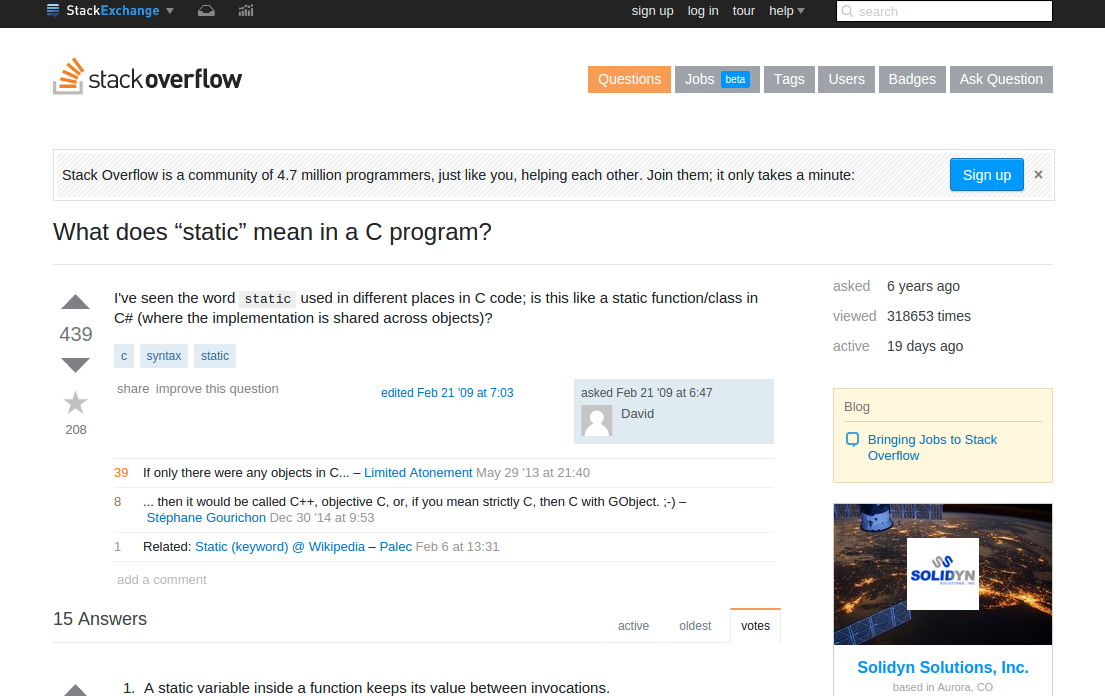 StackExchange
sign up log in tour help
search
stackoverflow
Questions Jobs beta Tags Users Badges Ask Question
Stack Overflow is a community of 4.7 million programmers, just like you, helping each other. Join them; it only takes a minute:
Sign up ×
What does “static” mean in a C program?
439
208
I've seen the word static used in different places in C code; is this like a static function/class in
C# (where the implementation is shared across objects)?
c syntax static
share improve this question
edited Feb 21 '09 at 7:03
asked Feb 21 '09 at 6:47
David
39 If only there were any objects in C... – Limited Atonement May 29 '13 at 21:40
8 ... then it would be called C++, objective C, or, if you mean strictly C, then C with GObject. ;-) –
Stéphane Gourichon Dec 30 '14 at 9:53
1 Related: Static (keyword) @ Wikipedia – Palec Feb 6 at 13:31
add a comment
15 Answers
active oldest votes
1. A static variable inside a function keeps its value between invocations.
asked 6 years ago
viewed 318653 times
active 19 days ago
Blog
Bringing Jobs to Stack
Overflow
SOLIDYN
SOLUTIONS, INC
Solidyn Solutions, Inc.
based in Aurora, CO